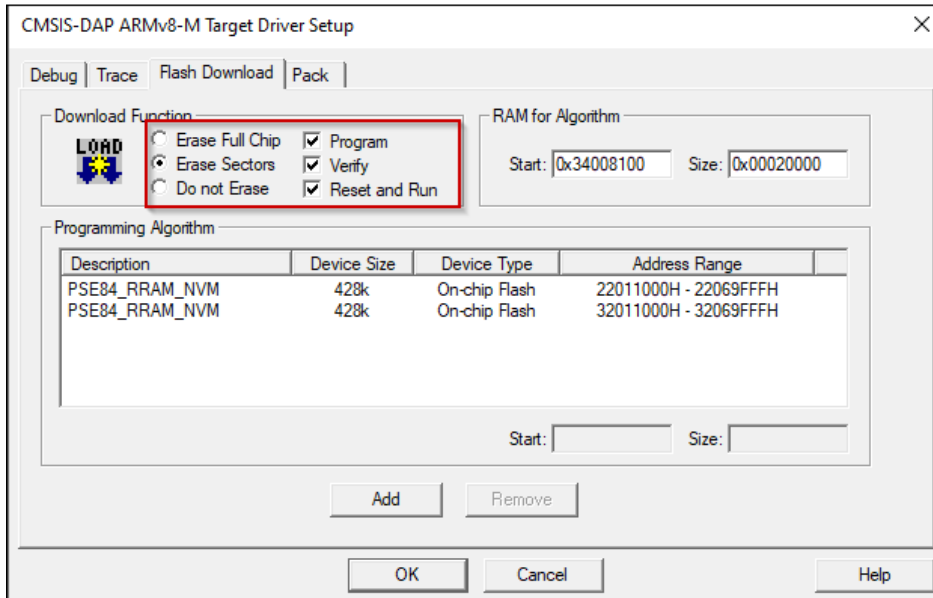 CMSIS-DAP ARMv8-M Target Driver Setup
Debug Trace Flash Download Pack
Download Function
LOAD
Erase Full Chip
Erase Sectors
Do not Erase
Program
Verify
Reset and Run
RAM for Algorithm
Start: 0x34008100 Size: 0x00020000
Programming Algorithm
Description Device Size Device Type Address Range
PSE84_RRAM_NVM 428k On-chip Flash 22011000H - 22069FFFH
PSE84_RRAM_NVM 428k On-chip Flash 32011000H - 32069FFFH
Start: Size:
Add Remove
OK Cancel Help